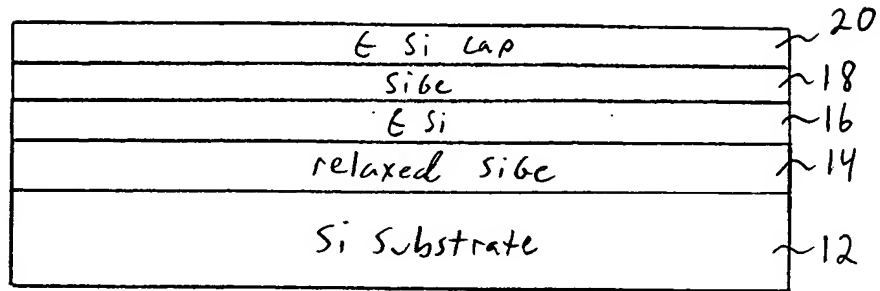 ε Si cap 20
SiGe 18
ε Si 16
relaxed SiGe 14
Si Substrate 12